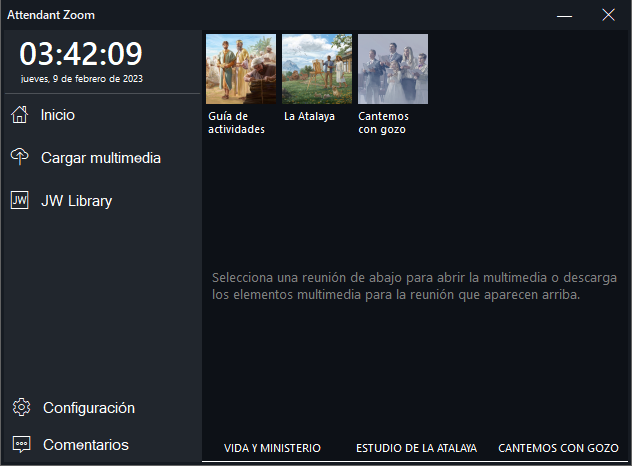 Attendant Zoom
03:42:09
jueves, 9 de febrero de 2023
Inicio
Cargar multimedia
JW
JW Library
Configuración
Comentarios
Guía de
actividades
La Atalaya
Cantemos
con gozo
Selecciona una reunión de abajo para abrir la multimedia o descarga
los elementos multimedia para la reunión que aparecen arriba.
VIDA Y MINISTERIO
ESTUDIO DE LA ATALAYA
CANTEMOS CON GOZO